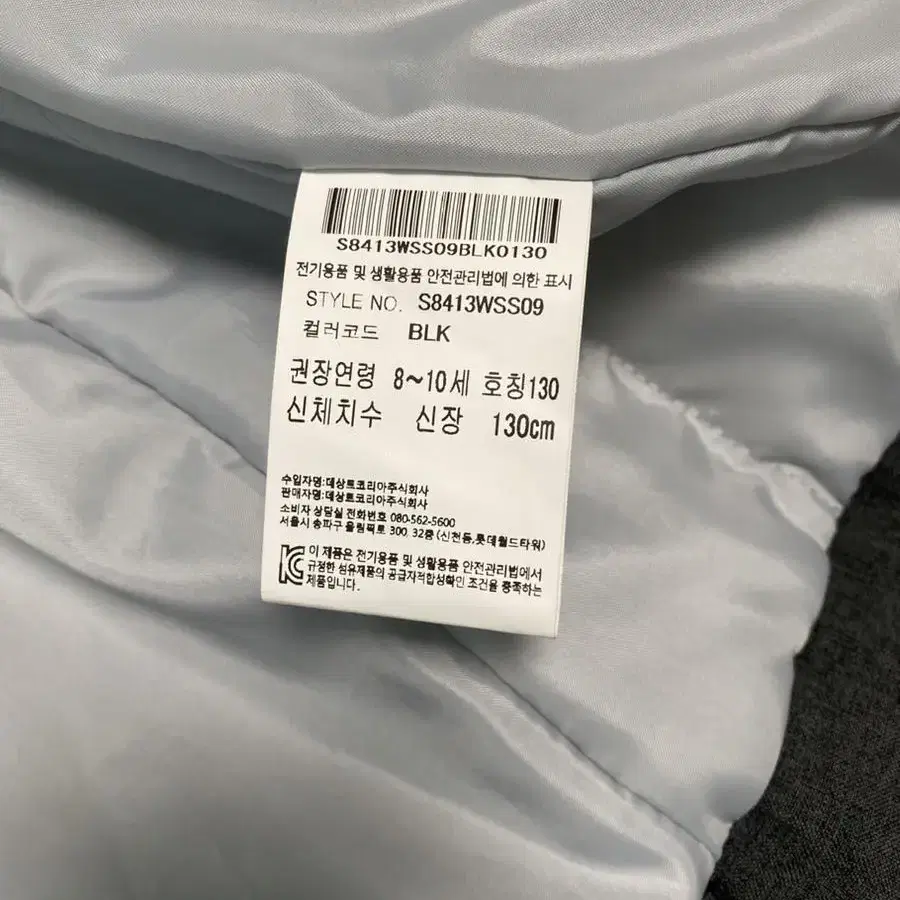 S8413WSS09BLK0130
전기용품 및 생활용품 안전관리법에 의한 표시
STYLE NO. S8413WSS09
컬러코드 BLK
권장연령 8~10세 호칭130
신체치수 신장 130cm
수입자명:데상트코리아주식회사
판매자명:데상트코리아주식회사
소비자 상담실 전화번호 080-562-5600
서울시 송파구 올림픽로 300, 32층 (신천동,롯데월드타워)
이 제품은 전기용품 및 생활용품 안전관리법에서
규정한 섬유제품의 공급자적합성확인 조건을 충족하는
제품입니다.